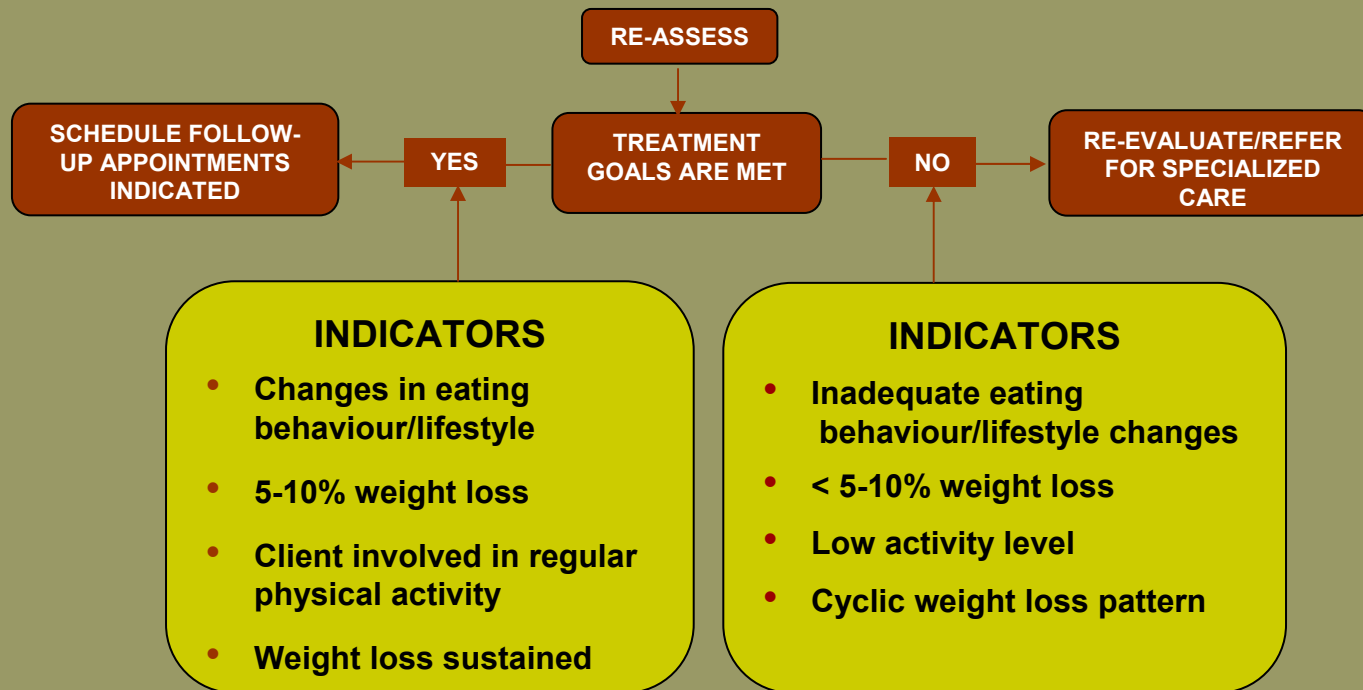 RE-ASSESS
SCHEDULE FOLLOW-
UP APPOINTMENTS
INDICATED
YES
TREATMENT
GOALS ARE MET
NO
RE-EVALUATE/REFER
FOR SPECIALIZED
CARE
INDICATORS
• Changes in eating
behaviour/lifestyle
• 5-10% weight loss
• Client involved in regular
physical activity
• Weight loss sustained
INDICATORS
• Inadequate eating
behaviour/lifestyle changes
• < 5-10% weight loss
• Low activity level
• Cyclic weight loss pattern